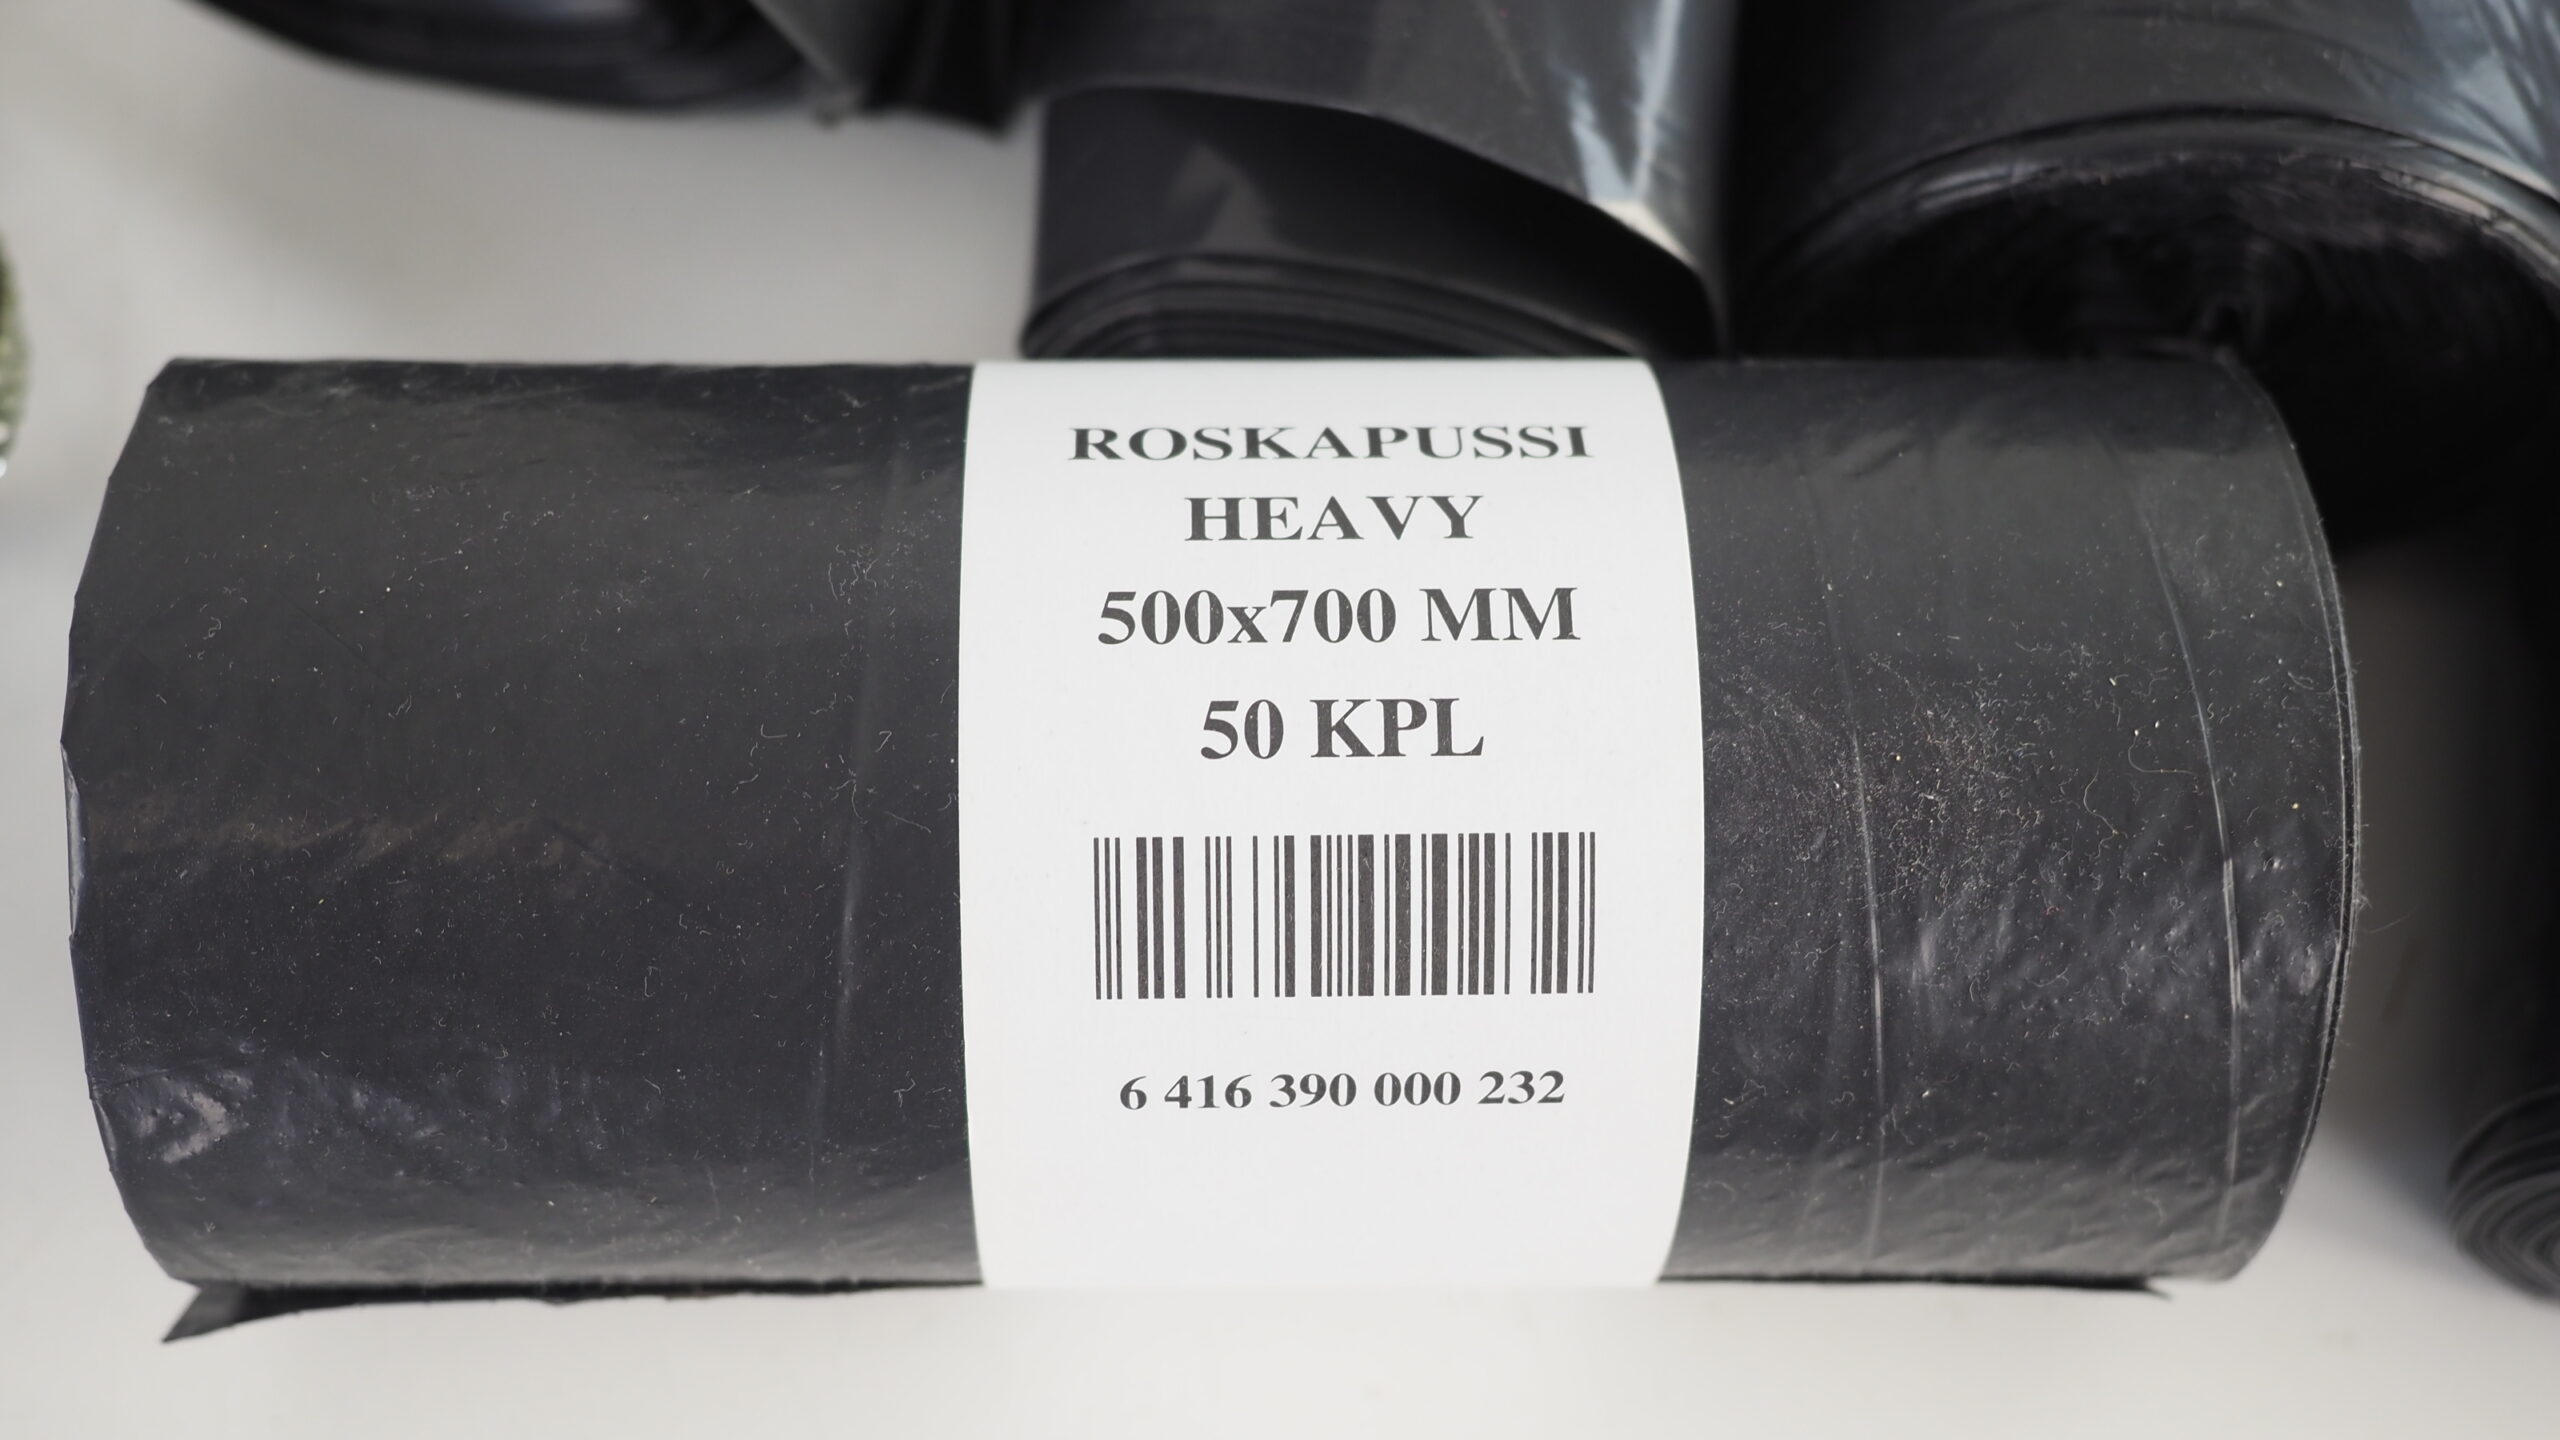 ROSKAPUSSI
HEAVY
500x700 MM
50 KPL
6 416 390 000 232